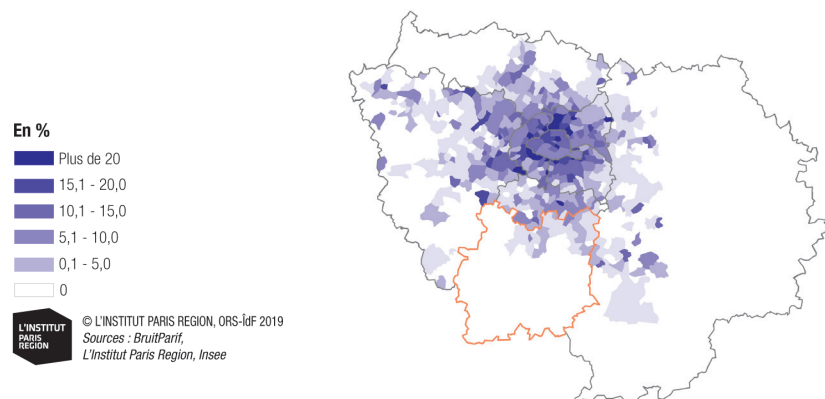 En %
Plus de 20
15,1 - 20,0
10,1 - 15,0
5,1 - 10,0
0,1 - 5,0
0
L'INSTITUT
PARIS
REGION
© L'INSTITUT PARIS REGION, ORS-îdF 2019
Sources : BruitParif,
L'Institut Paris Region, Insee